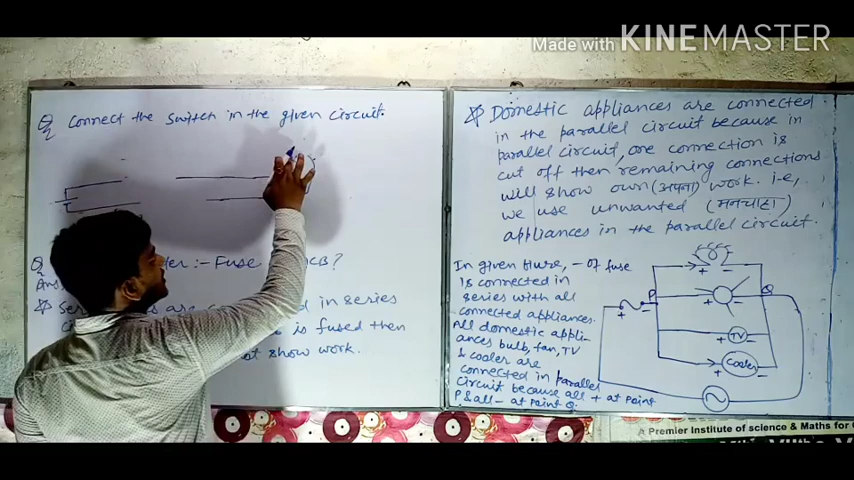 Made with KINEMASTER
Q connect the switch in the given circuit.
Q :- Fuse ?
Ans
are in series
is fused then
show work.
Domestic appliances are connected
in the parallel circuit because in
parallel circuit, one connection is
cut off then remaining connections
will show own (अपना) work. i.e,
we use unwanted (मनचाहा)
appliances in the parallel circuit.
In given , - of fuse
is connected in
series with all
connected appliances.
All domestic appli-
ances bulb, fan, TV
& cooler are
connected in parallel
circuit because all + at Point
P & all - at Point Q.
P
Q
TV
Cooler
A Premier Institute of science & Maths for